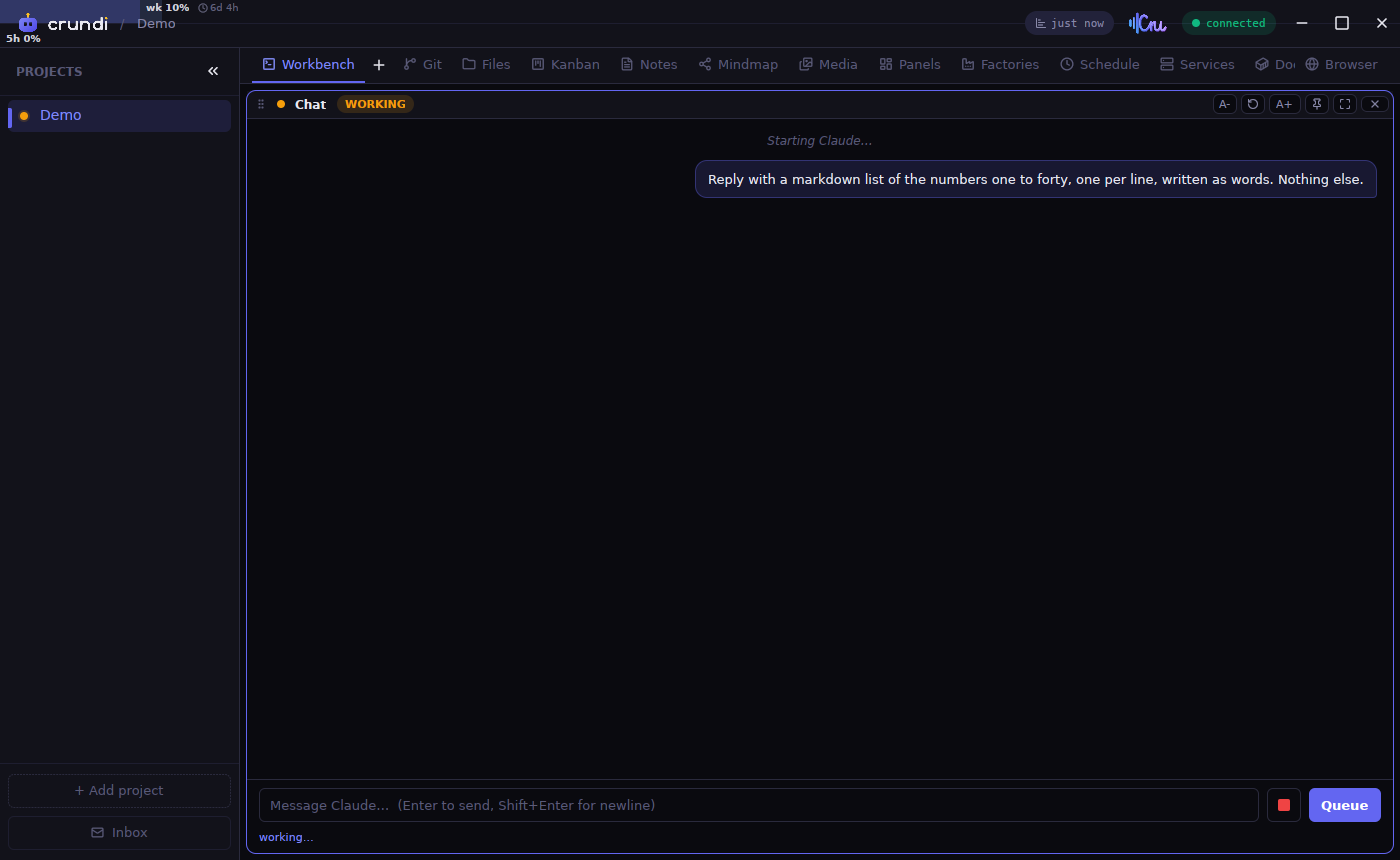 wk 10% 6d 4h
crundi / Demo
5h 0%
just now
Cru
connected
PROJECTS
Workbench
Git
Files
Kanban
Notes
Mindmap
Media
Panels
Factories
Schedule
Services
Do
Browser
Demo
Chat WORKING
A-
A+
Starting Claude...
Reply with a markdown list of the numbers one to forty, one per line, written as words. Nothing else.
+ Add project
Inbox
Message Claude... (Enter to send, Shift+Enter for newline)
Queue
working...